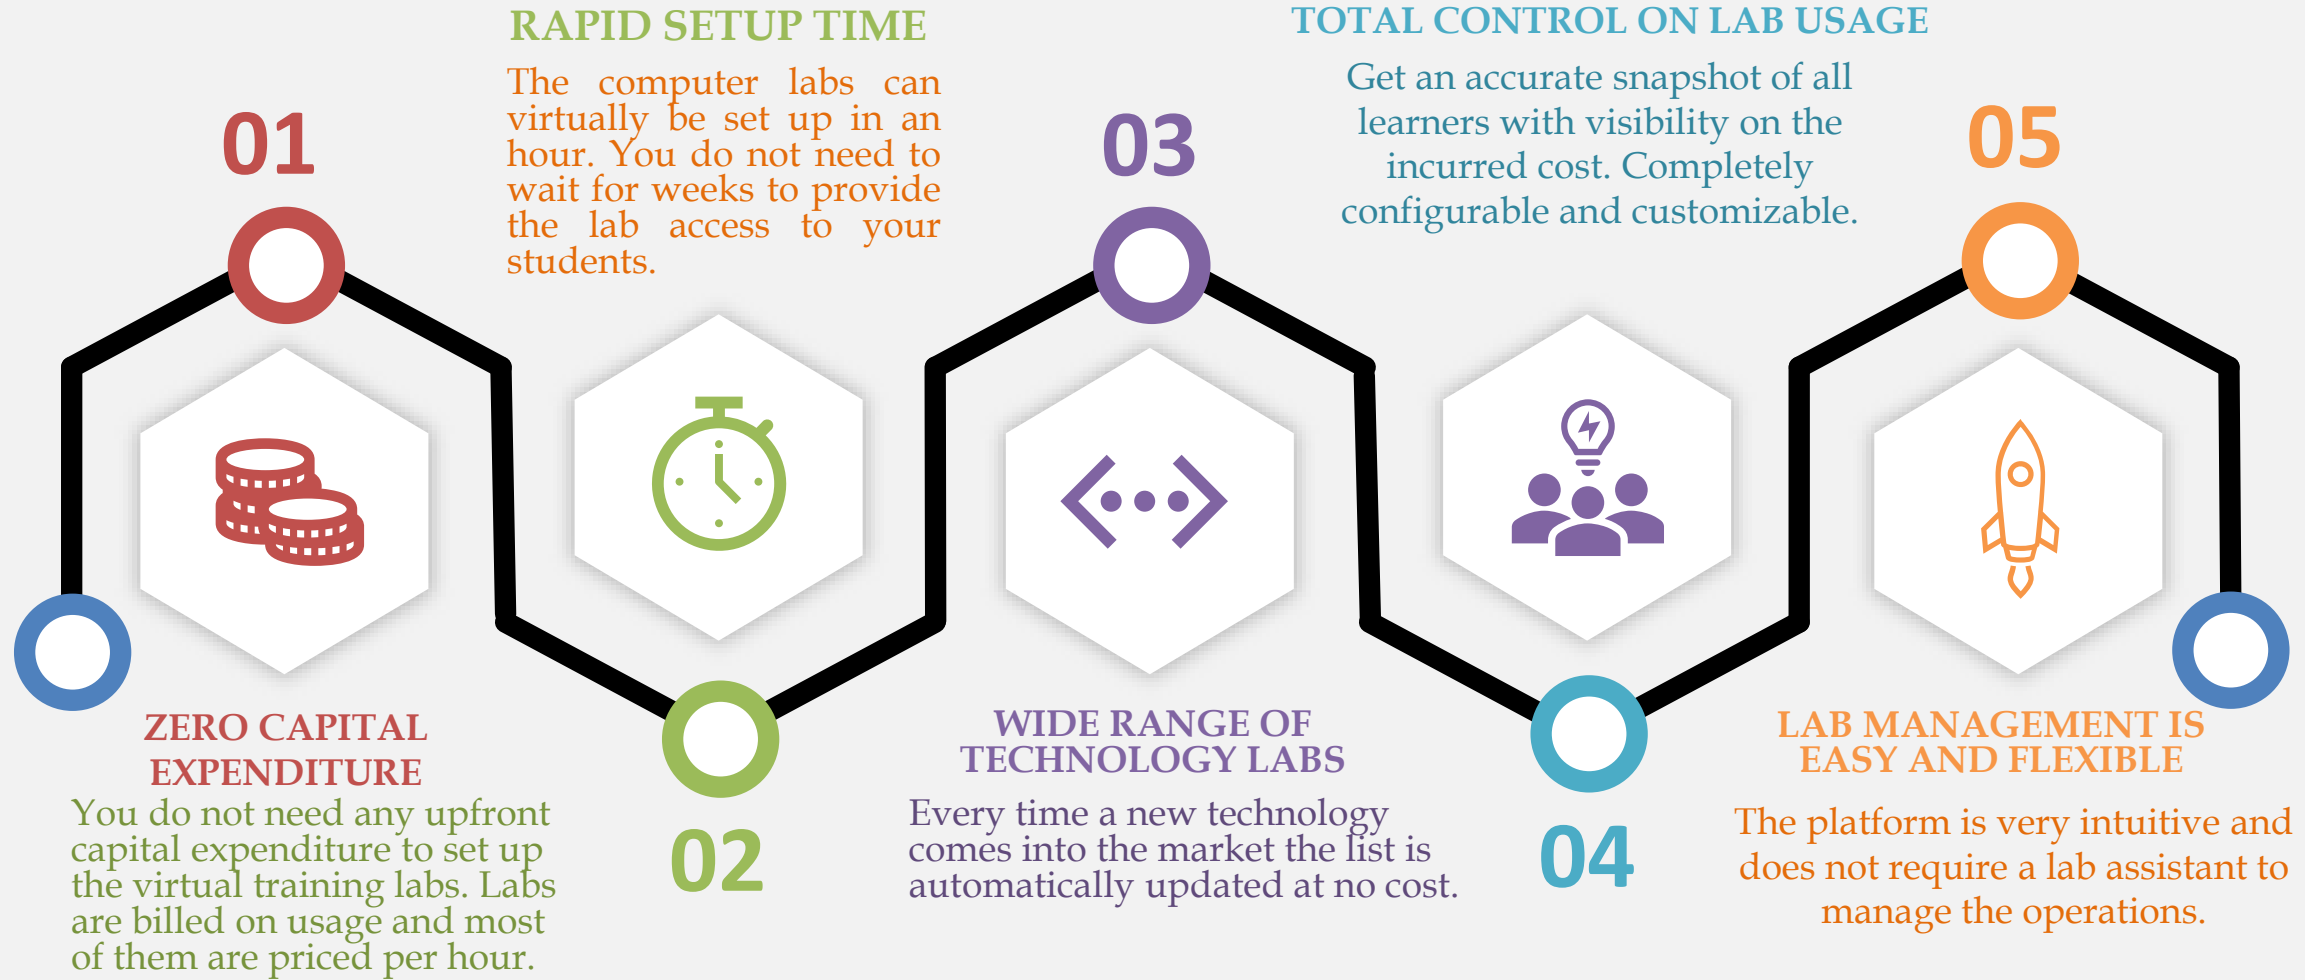 01
ZERO CAPITAL
EXPENDITURE
You do not need any upfront
capital expenditure to set up
the virtual training labs. Labs
are billed on usage and most
of them are priced per hour.
RAPID SETUP TIME
The computer labs can
virtually be set up in an
hour. You do not need to
wait for weeks to provide
the lab access to your
students.
02
03
WIDE RANGE OF
TECHNOLOGY LABS
Every time a new technology
comes into the market the list is
automatically updated at no cost.
TOTAL CONTROL ON LAB USAGE
Get an accurate snapshot of all
learners with visibility on the
incurred cost. Completely
configurable and customizable.
04
05
LAB MANAGEMENT IS
EASY AND FLEXIBLE
The platform is very intuitive and
does not require a lab assistant to
manage the operations.